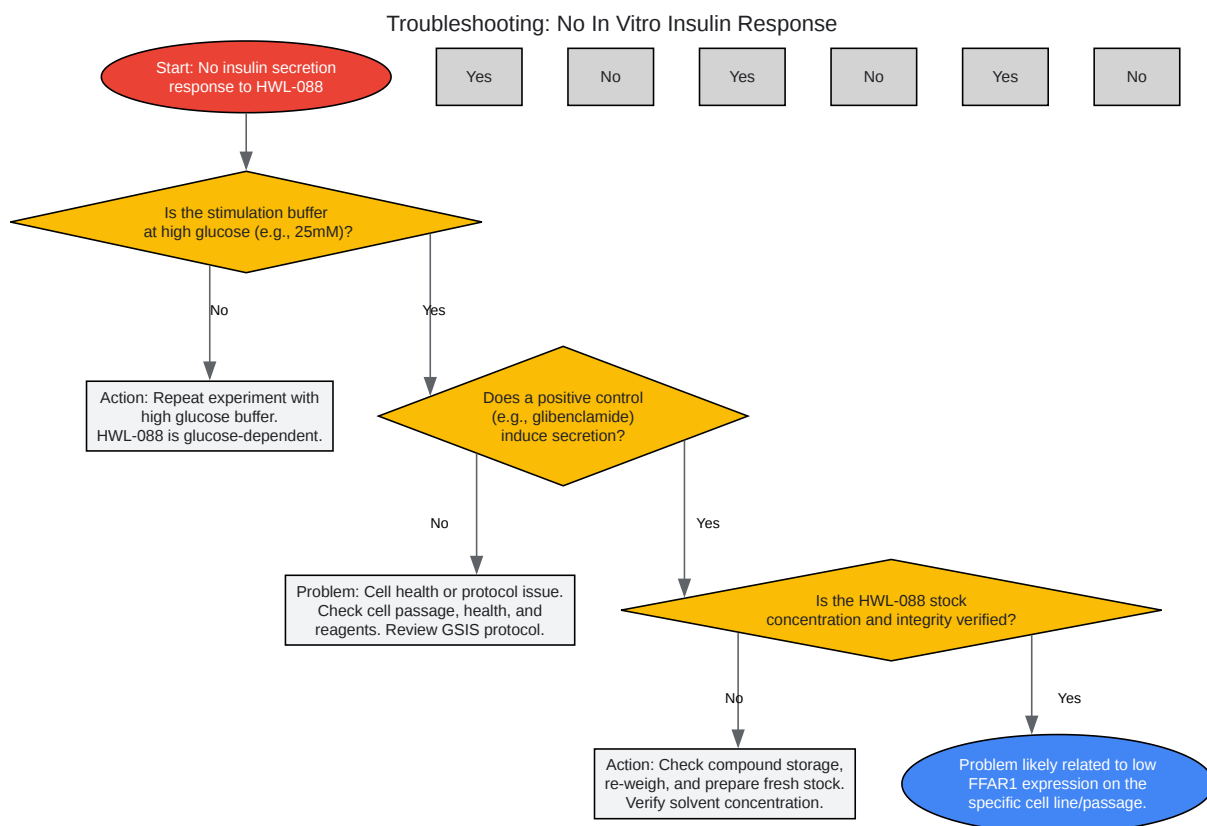 Troubleshooting: No In Vitro Insulin Response
Start: No insulin secretion
response to HWL-088
Yes
No
Yes
No
Yes
No
Is the stimulation buffer
at high glucose (e.g., 25mM)?
No
Yes
Action: Repeat experiment with
high glucose buffer.
HWL-088 is glucose-dependent.
Does a positive control
(e.g., glibenclamide)
induce secretion?
No
Yes
Problem: Cell health or protocol issue.
Check cell passage, health, and
reagents. Review GSIS protocol.
Is the HWL-088 stock
concentration and integrity verified?
No
Yes
Action: Check compound storage,
re-weigh, and prepare fresh stock.
Verify solvent concentration.
Problem likely related to low
FFAR1 expression on the
specific cell line/passage.